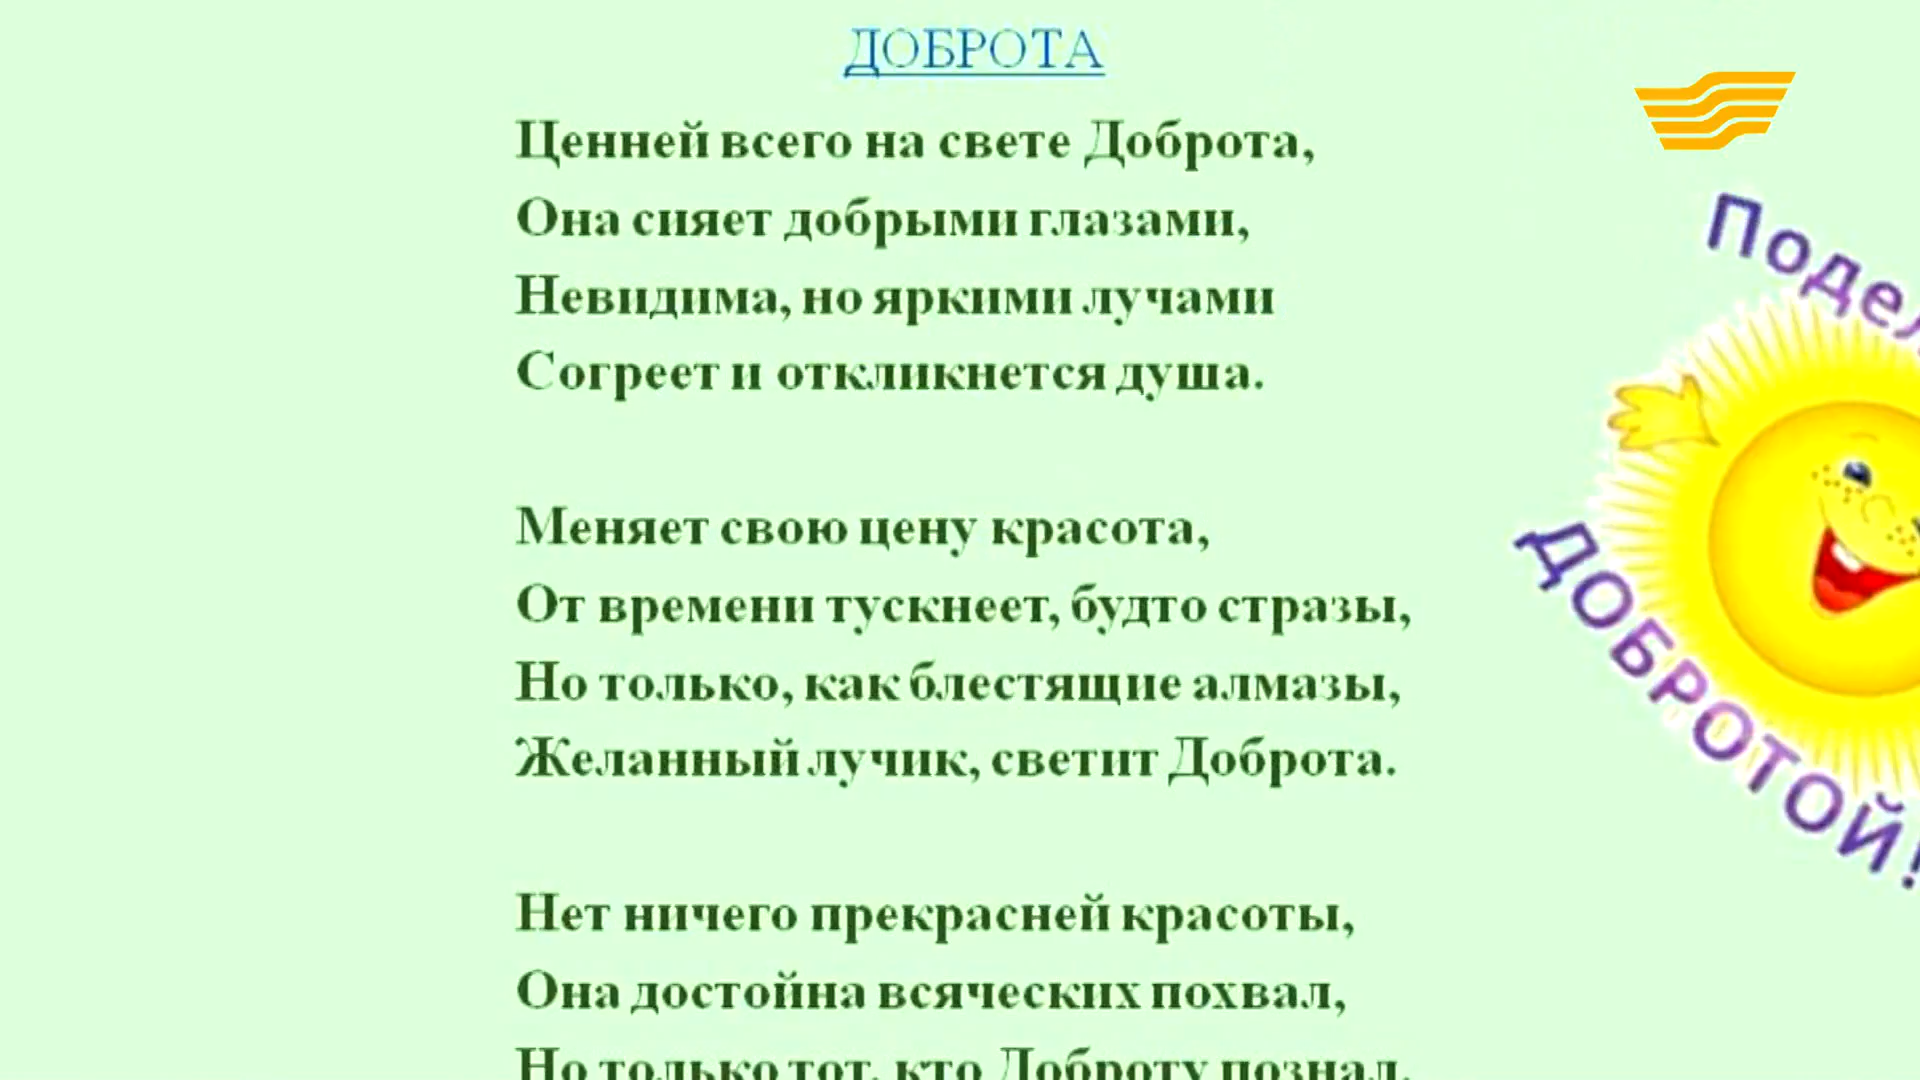 ДОБРОТА
Ценней всего на свете Доброта,
Она сияет добрыми глазами,
Невидима, но яркими лучами
Согреет и откликнется душа.
Меняет свою цену красота,
От времени тускнеет, будто стразы,
Но только, как блестящие алмазы,
Желанный лучик, светит Доброта.
Нет ничего прекрасней красоты,
Она достойна всяческих похвал,
Но только тот, кто Доброту познал,
ДОБРОТОЙ!